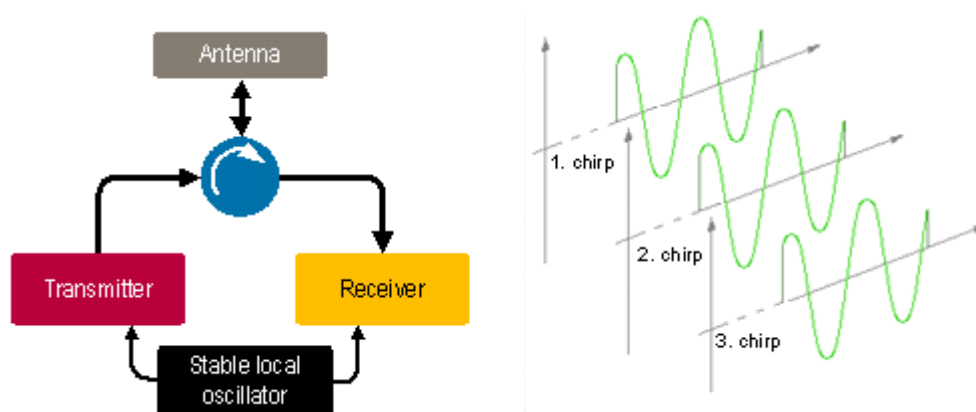 Antenna
Transmitter
Receiver
Stable local
oscillator
1. chirp
2. chirp
3. chirp